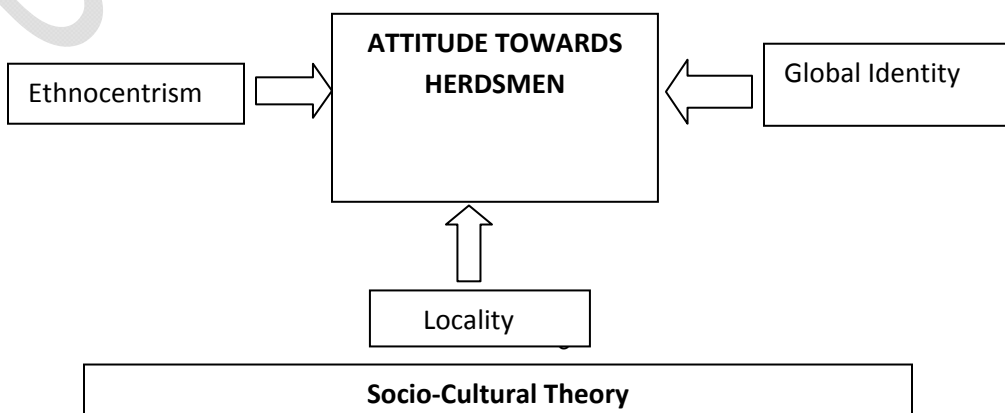 ATTITUDE TOWARDS
HERDSMEN
Ethnocentrism
Global Identity
Locality
Socio-Cultural Theory